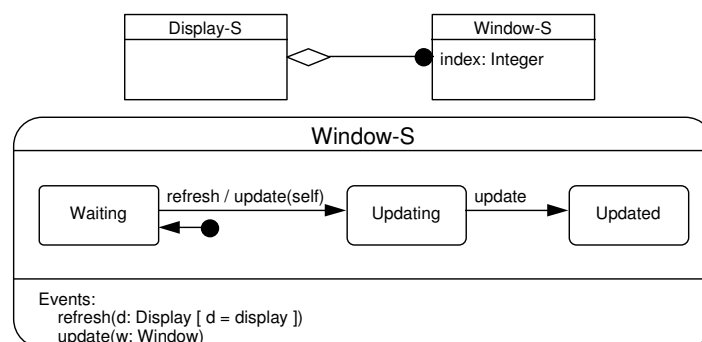 Display-S
Window-S
index: Integer
Window-S
refresh / update(self)
update
Waiting
Updating
Updated
Events:
refresh(d: Display [ d = display ])
update(w: Window)